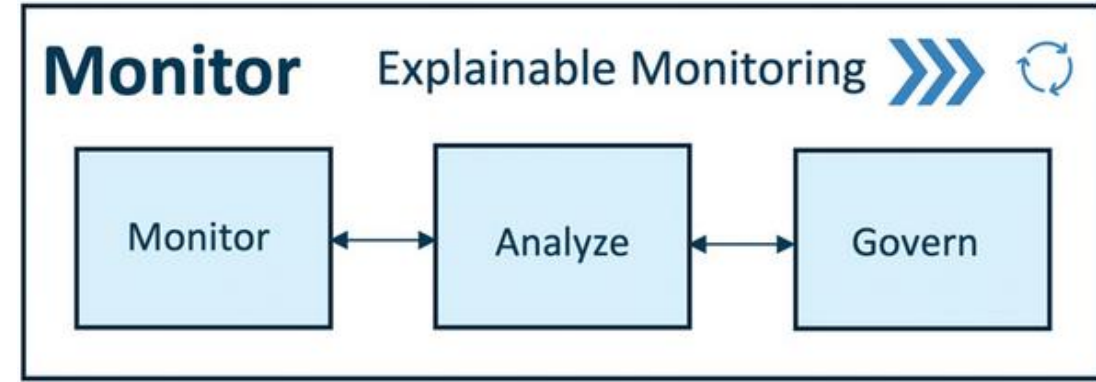 Monitor
Explainable Monitoring
Monitor
Analyze
Govern